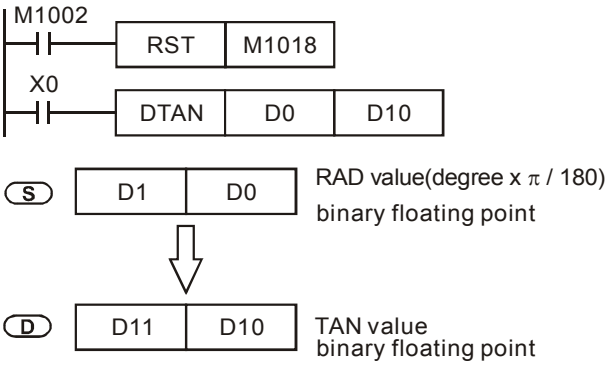 M1002
RST M1018
X0
DTAN D0 D10
S D1 D0 RAD value(degree x π / 180)
binary floating point
D D11 D10 TAN value
binary floating point